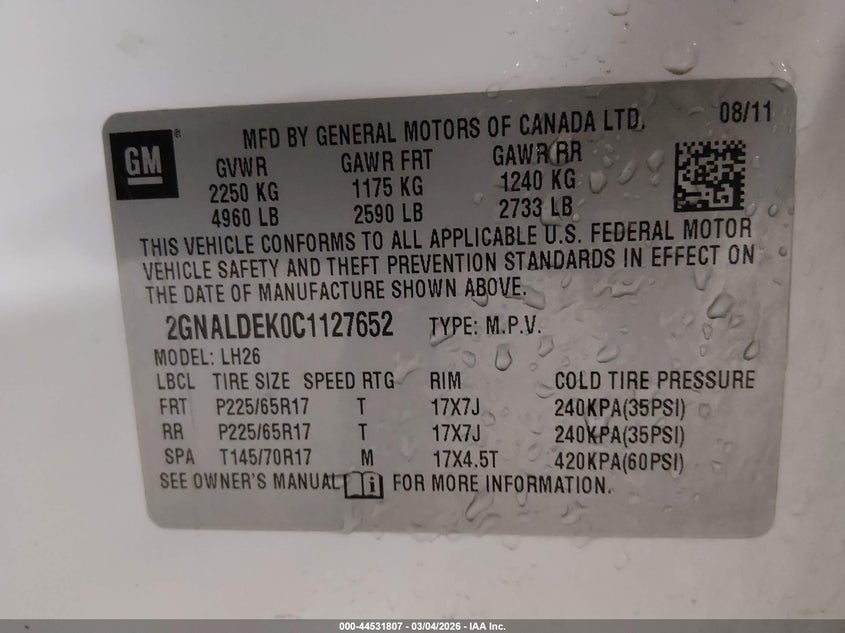 08/11
GM®
MFD BY GENERAL MOTORS OF CANADA LTD.
GVWR GAWR FRT GAWR RR
2250 KG 1175 KG 1240 KG
4960 LB 2590 LB 2733 LB
THIS VEHICLE CONFORMS TO ALL APPLICABLE U.S. FEDERAL MOTOR
VEHICLE SAFETY AND THEFT PREVENTION STANDARDS IN EFFECT ON
THE DATE OF MANUFACTURE SHOWN ABOVE.
2GNALDEK0C1127652 TYPE: M.P.V.
MODEL: LH26
LBCL TIRE SIZE SPEED RTG RIM COLD TIRE PRESSURE
FRT P225/65R17 T 17X7J 240KPA(35PSI)
RR P225/65R17 T 17X7J 240KPA(35PSI)
SPA T145/70R17 M 17X4.5T 420KPA(60PSI)
SEE OWNER'S MANUAL i FOR MORE INFORMATION.
000-44531807 - 03/04/2026 - IAA Inc.